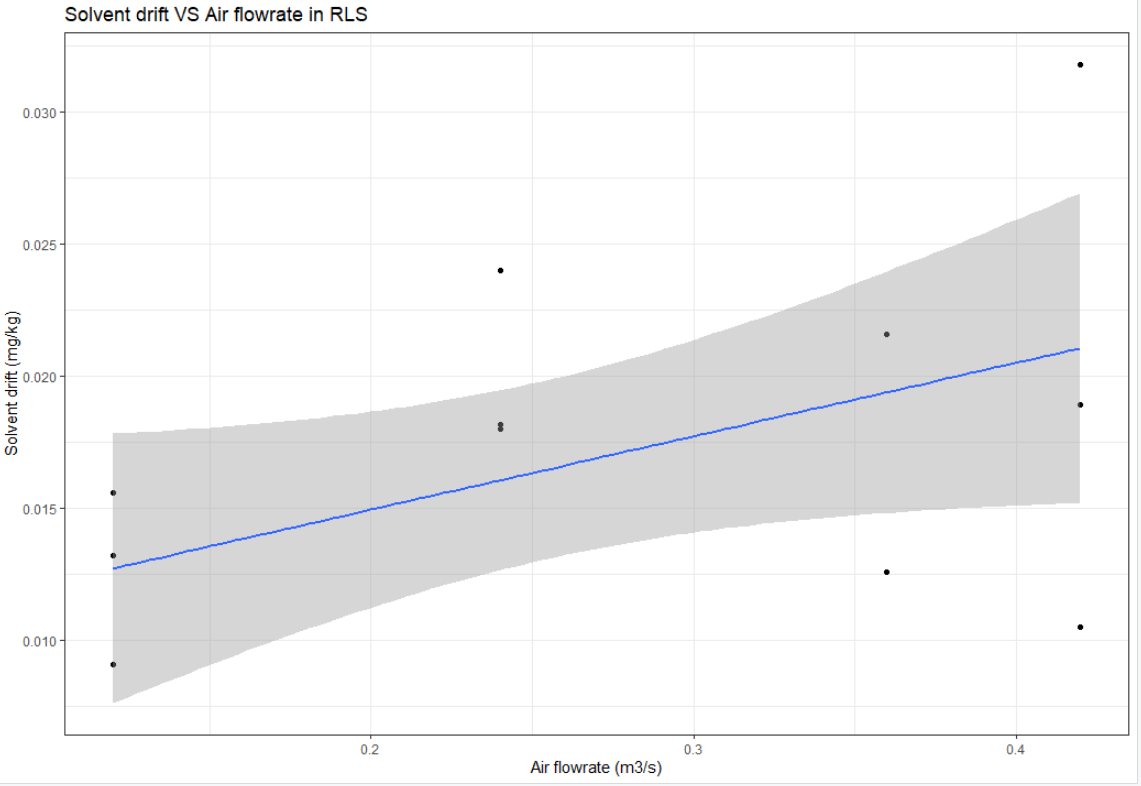 Solvent drift VS Air flowrate in RLS
0.030
0.025
0.020
0.015
0.010
Solvent drift (mg/kg)
0.2
0.3
0.4
Air flowrate (m3/s)